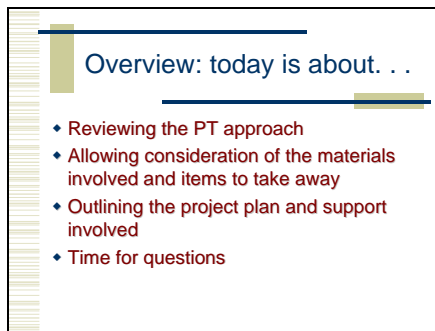 Overview: today is about. . .
Reviewing the PT approach
Allowing consideration of the materials
involved and items to take away
Outlining the project plan and support
involved
Time for questions